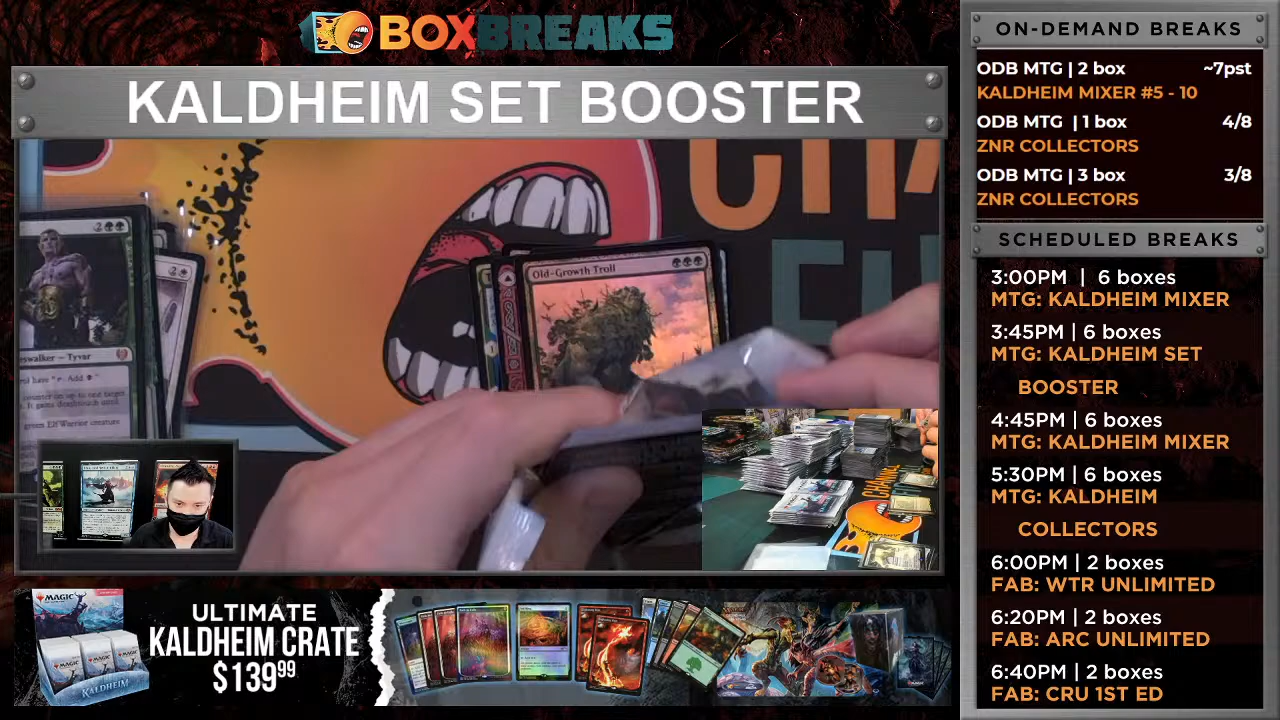 BOXBREAKS
KALDHEIM SET BOOSTER
CHA
Old-Growth Troll
eswalker – Tyvar
ULTIMATE
KALDHEIM CRATE
$139⁹⁹
MAGIC
KALDHEIM
ON-DEMAND BREAKS
ODB MTG | 2 box ~7pst
KALDHEIM MIXER #5 - 10
ODB MTG | 1 box 4/8
ZNR COLLECTORS
ODB MTG | 3 box 3/8
ZNR COLLECTORS
SCHEDULED BREAKS
3:00PM | 6 boxes
MTG: KALDHEIM MIXER
3:45PM | 6 boxes
MTG: KALDHEIM SET
BOOSTER
4:45PM | 6 boxes
MTG: KALDHEIM MIXER
5:30PM | 6 boxes
MTG: KALDHEIM
COLLECTORS
6:00PM | 2 boxes
FAB: WTR UNLIMITED
6:20PM | 2 boxes
FAB: ARC UNLIMITED
6:40PM | 2 boxes
FAB: CRU 1ST ED